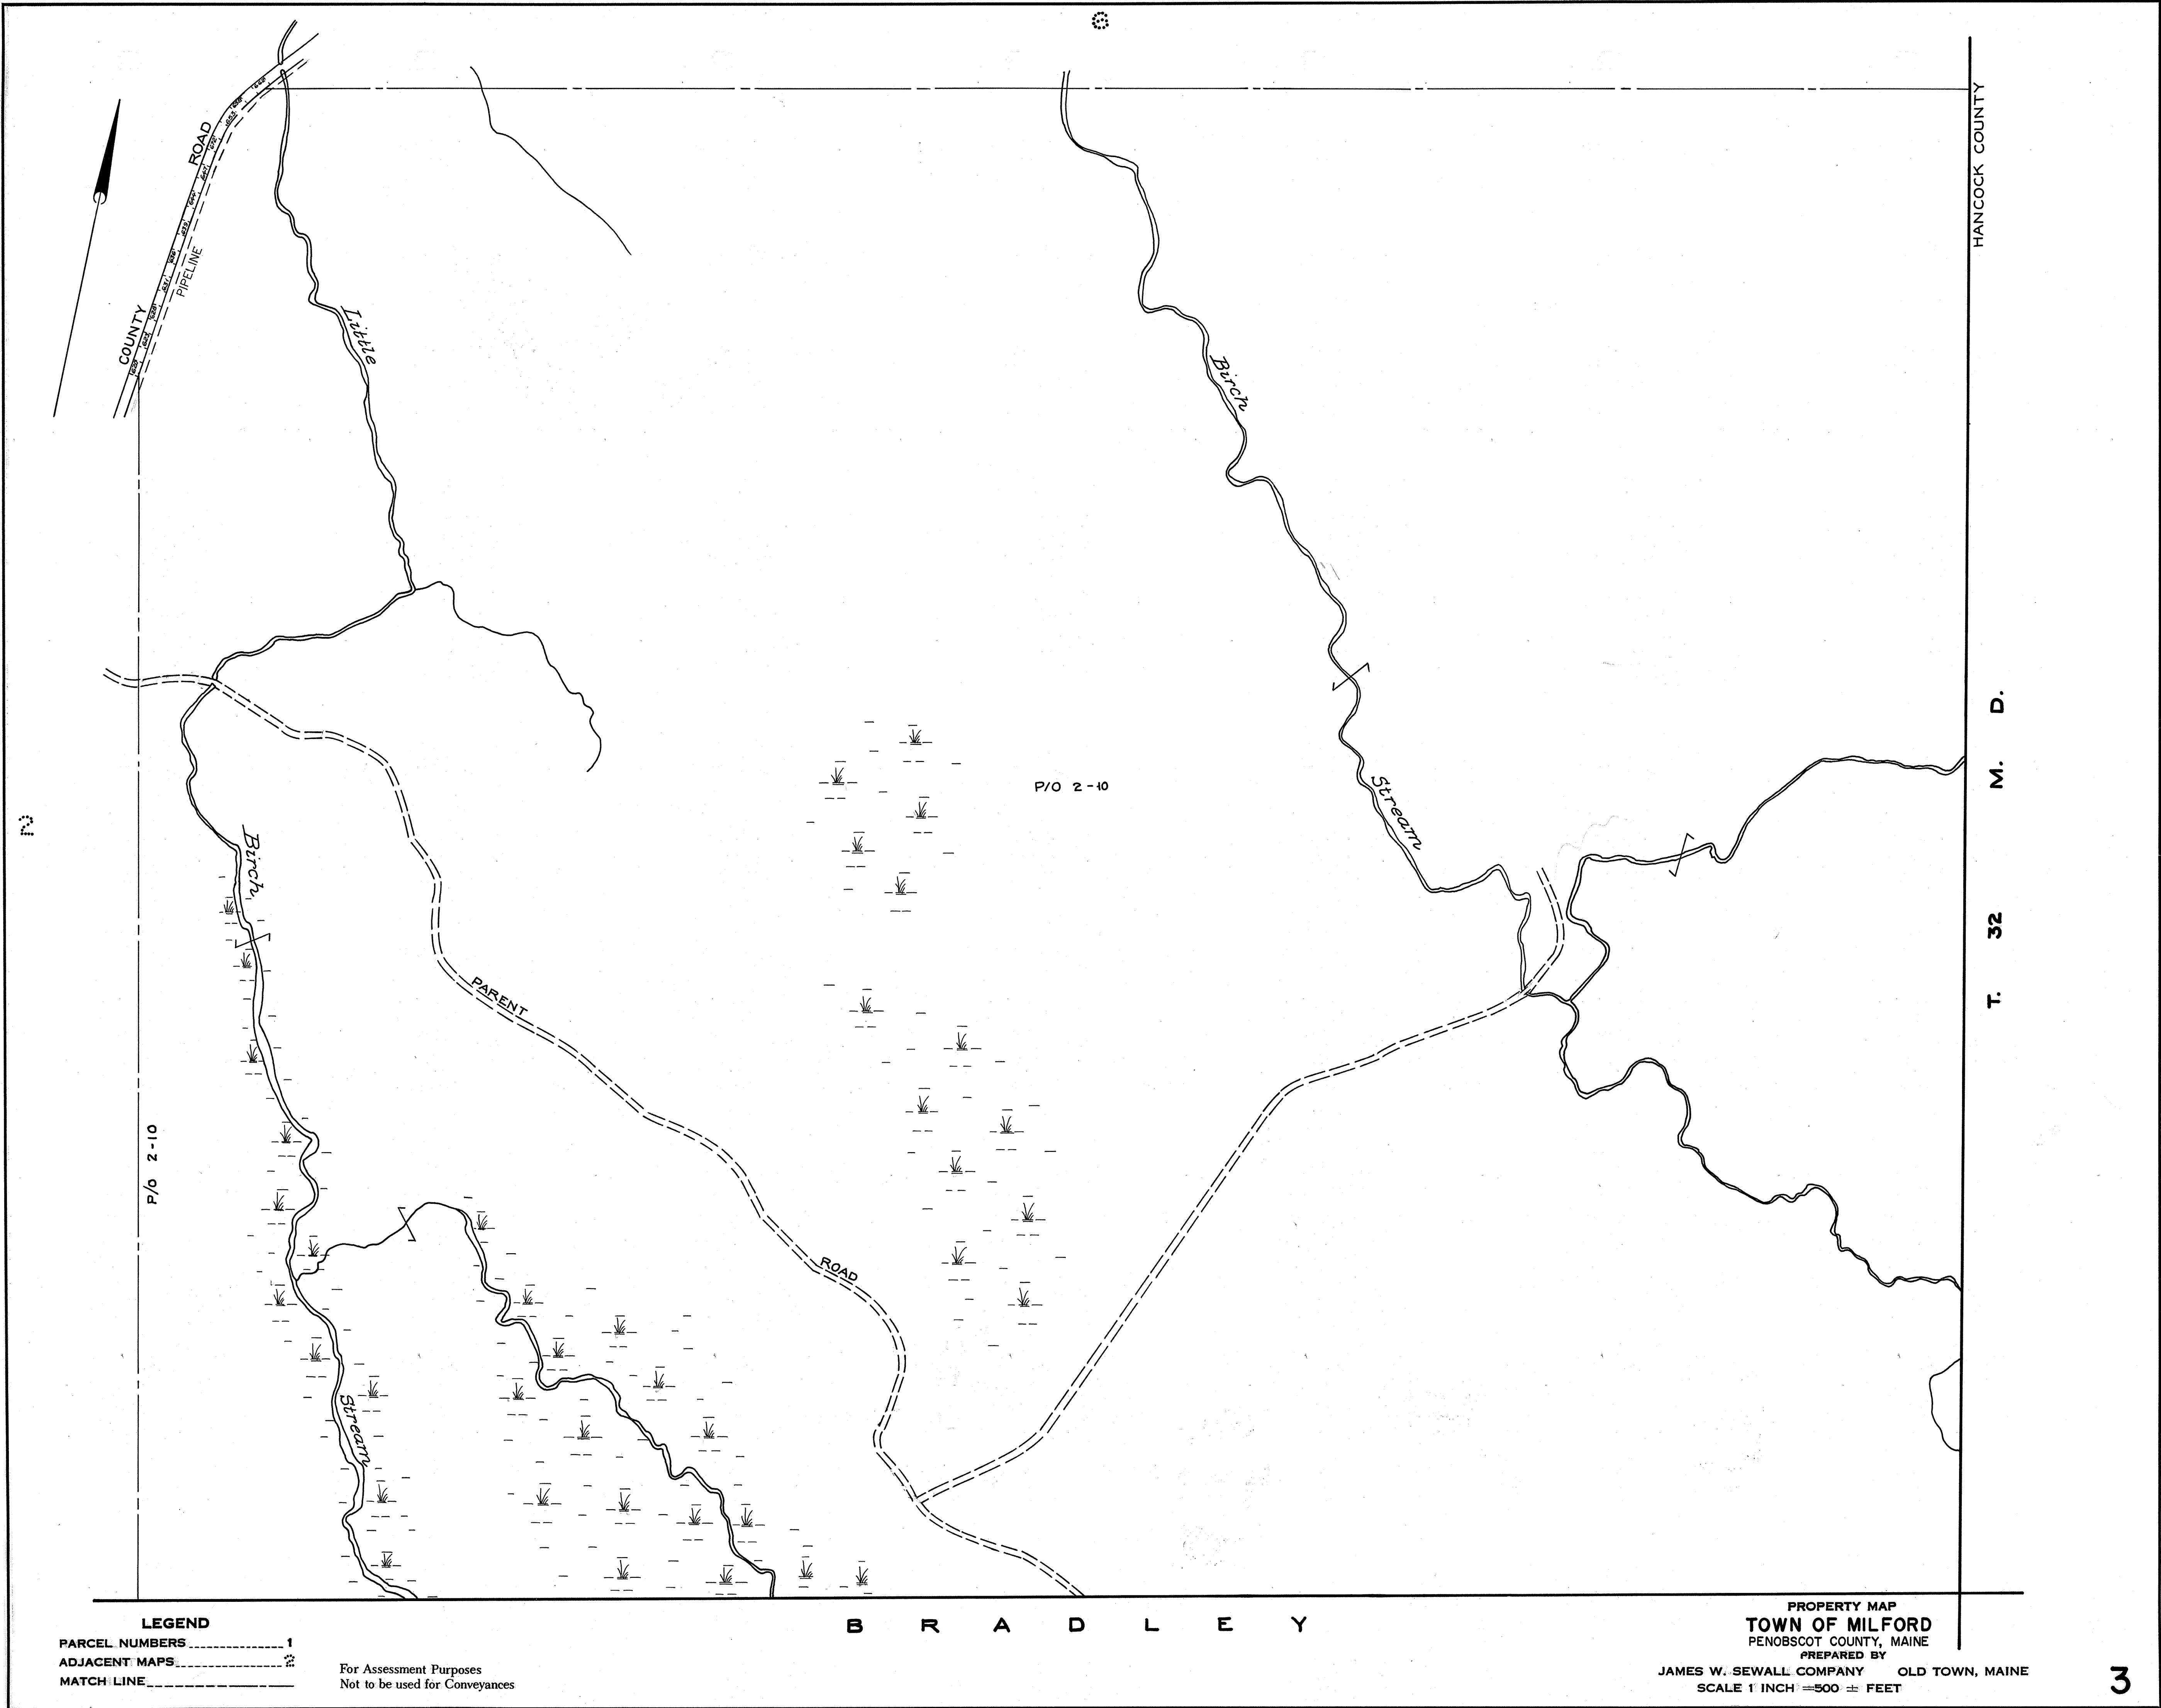 6
HANCOCK COUNTY
COUNTY ROAD
PIPELINE
Little
Birch
Stream
P/O 2-10
2
Birch
Stream
PARENT
ROAD
P/O 2-10
T. 32 M. D.
BRADLEY
LEGEND
PARCEL NUMBERS 1
ADJACENT MAPS 2
MATCH LINE
For Assessment Purposes
Not to be used for Conveyances
PROPERTY MAP
TOWN OF MILFORD
PENOBSCOT COUNTY, MAINE
PREPARED BY
JAMES W. SEWALL COMPANY OLD TOWN, MAINE
SCALE 1 INCH = 500 ± FEET
3